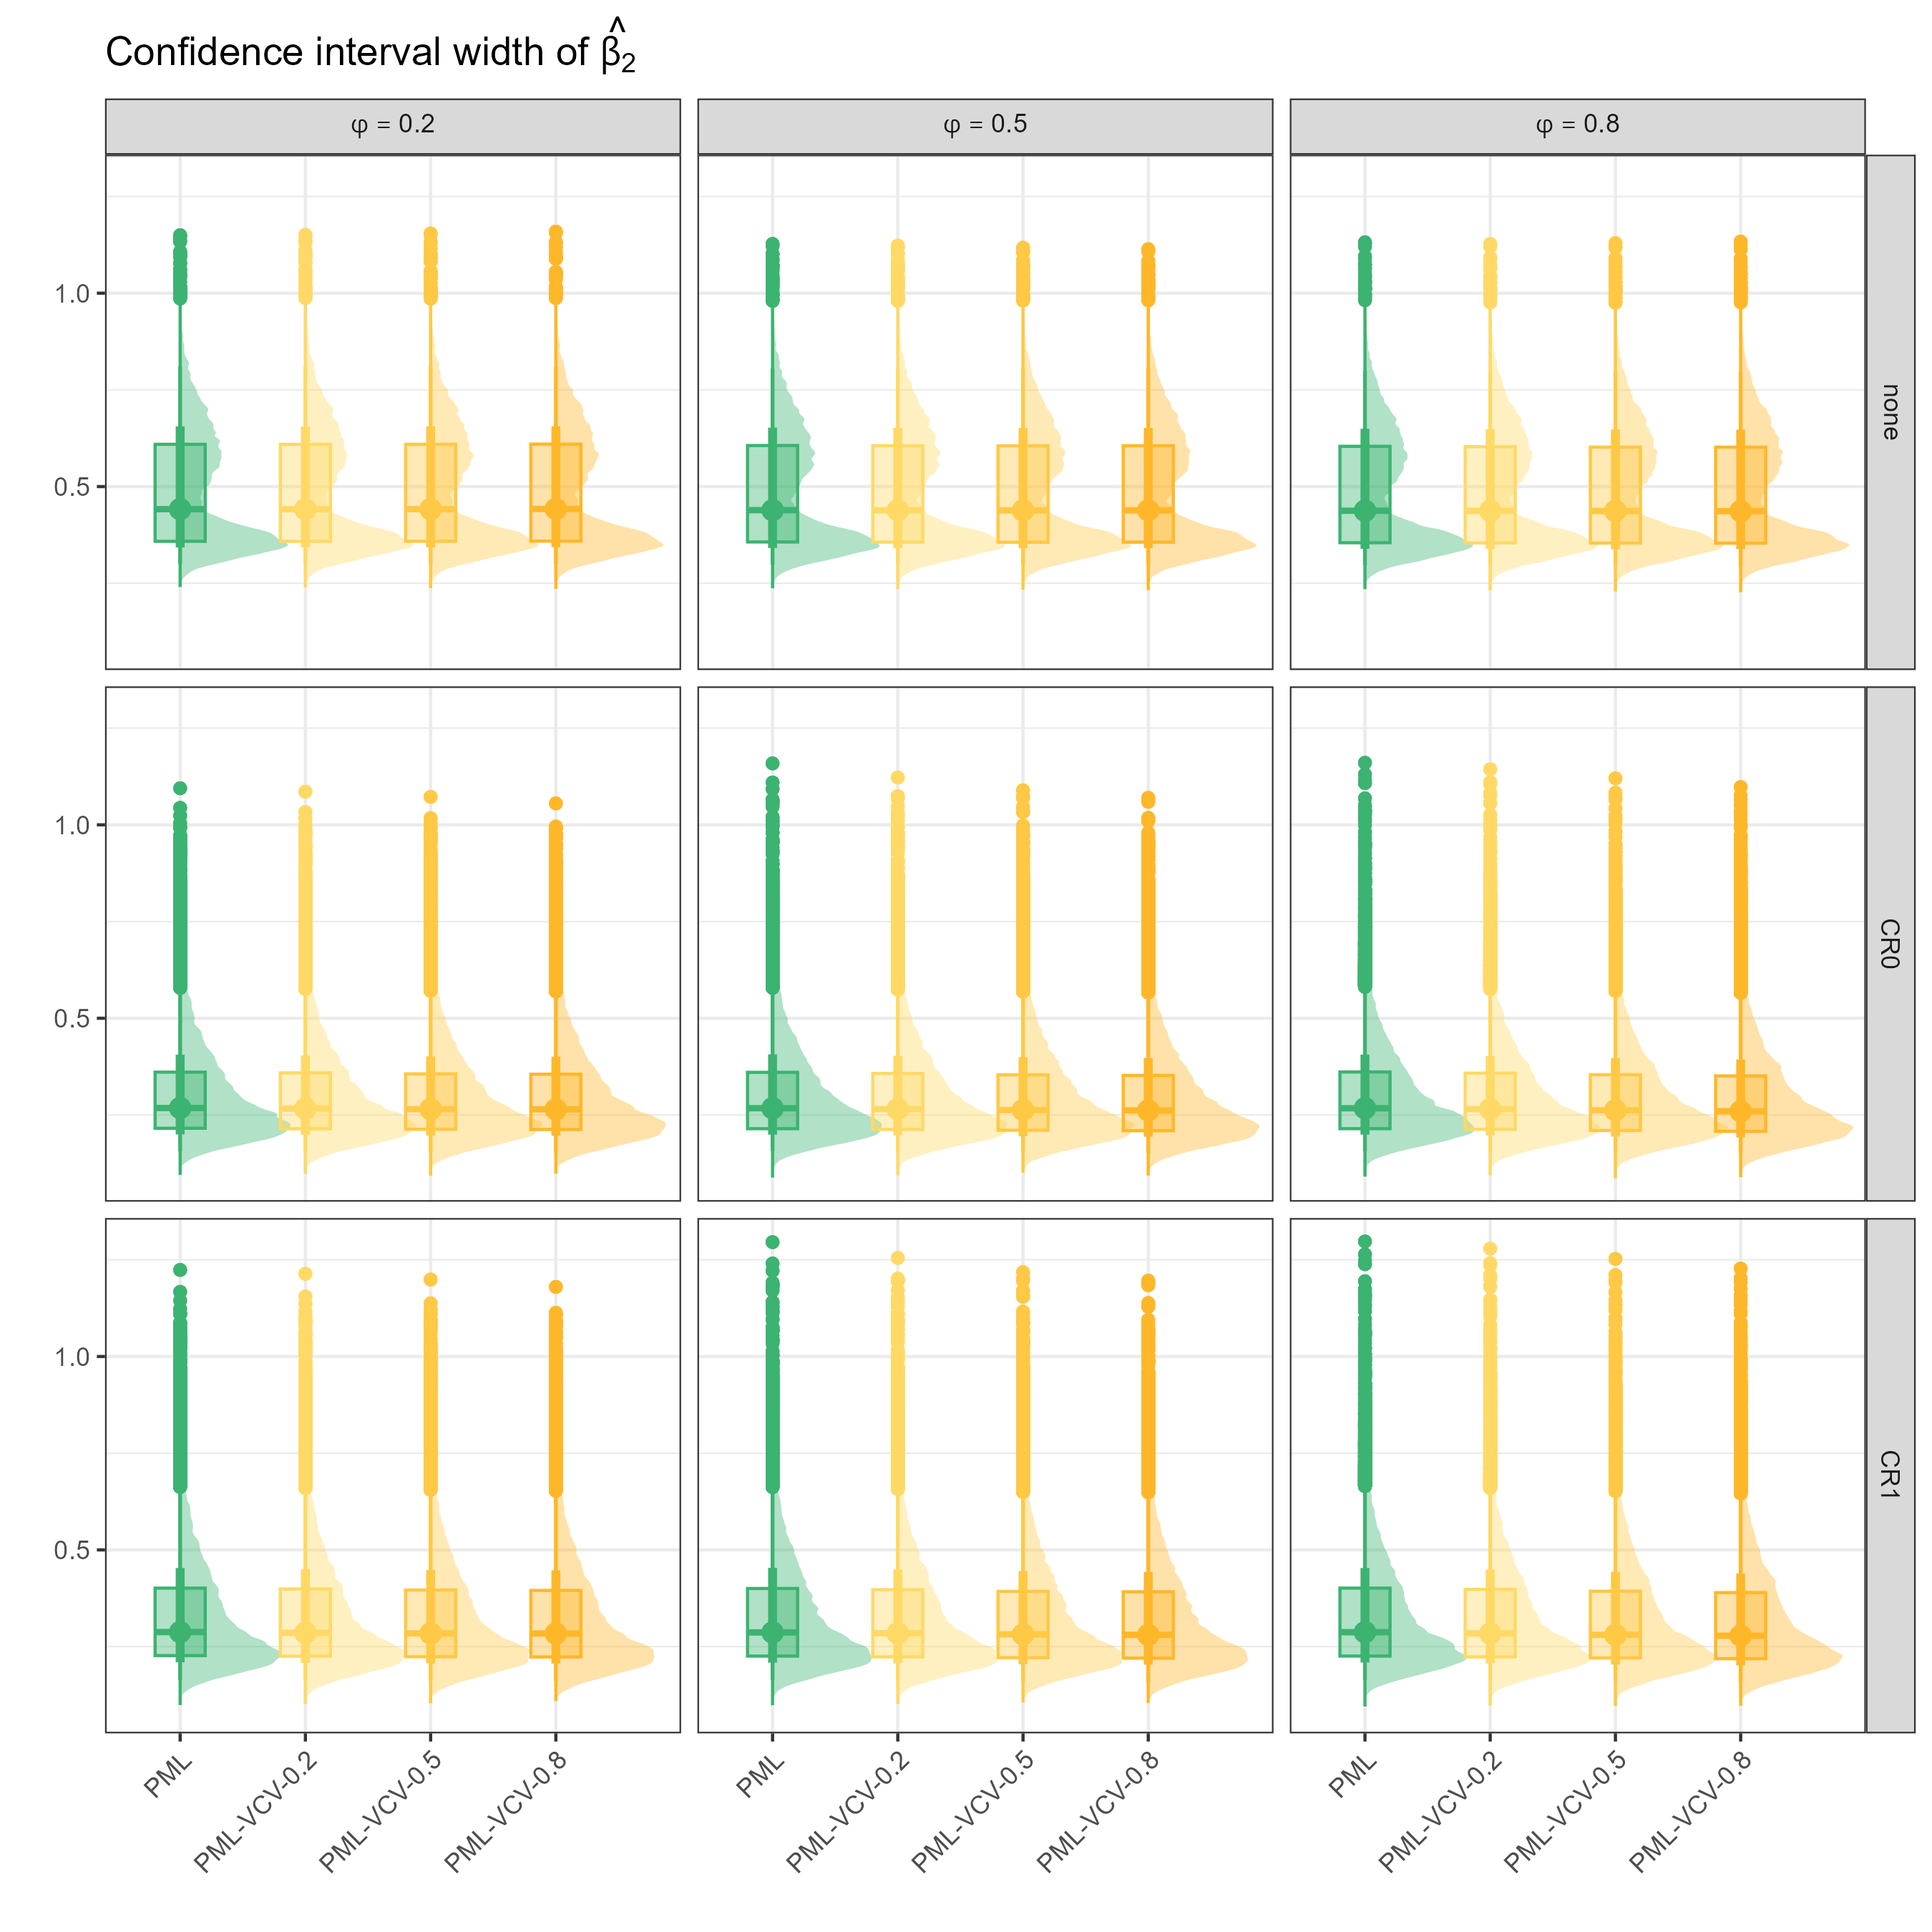 Confidence interval width of β̂₂
φ = 0.2 φ = 0.5 φ = 0.8
none
1.0
0.5
CR0
1.0
0.5
CR1
1.0
0.5
PML PML-VCV-0.2 PML-VCV-0.5 PML-VCV-0.8 PML PML-VCV-0.2 PML-VCV-0.5 PML-VCV-0.8 PML PML-VCV-0.2 PML-VCV-0.5 PML-VCV-0.8